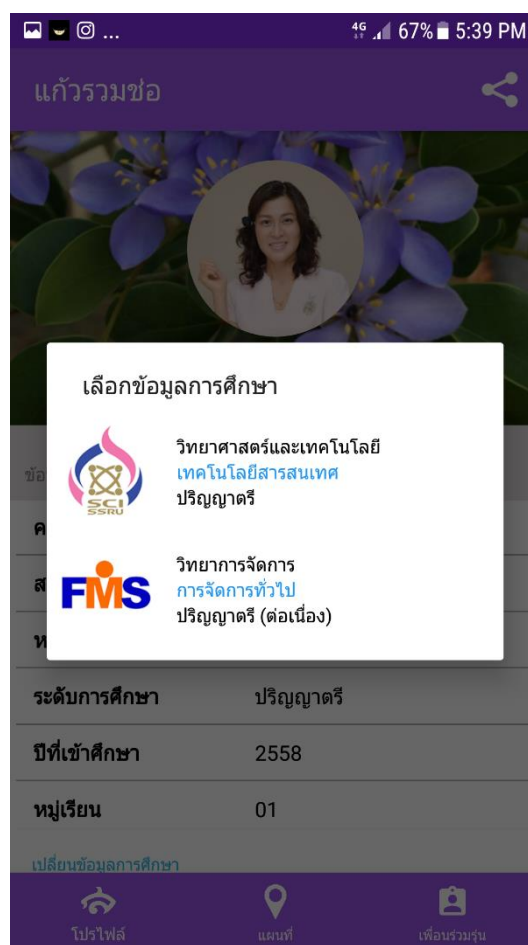 ... 4G 67% 5:39 PM
แก้วรวมช่อ
เลือกข้อมูลการศึกษา
วิทยาศาสตร์และเทคโนโลยี
เทคโนโลยีสารสนเทศ
ปริญญาตรี
SCI
SSRU
วิทยาการจัดการ
การจัดการทั่วไป
ปริญญาตรี (ต่อเนื่อง)
FMS
ข้อ
ค
ส
ห
ระดับการศึกษา ปริญญาตรี
ปีที่เข้าศึกษา 2558
หมู่เรียน 01
เปลี่ยนข้อมูลการศึกษา
โปรไฟล์ แผนที่ เพื่อนร่วมรุ่น